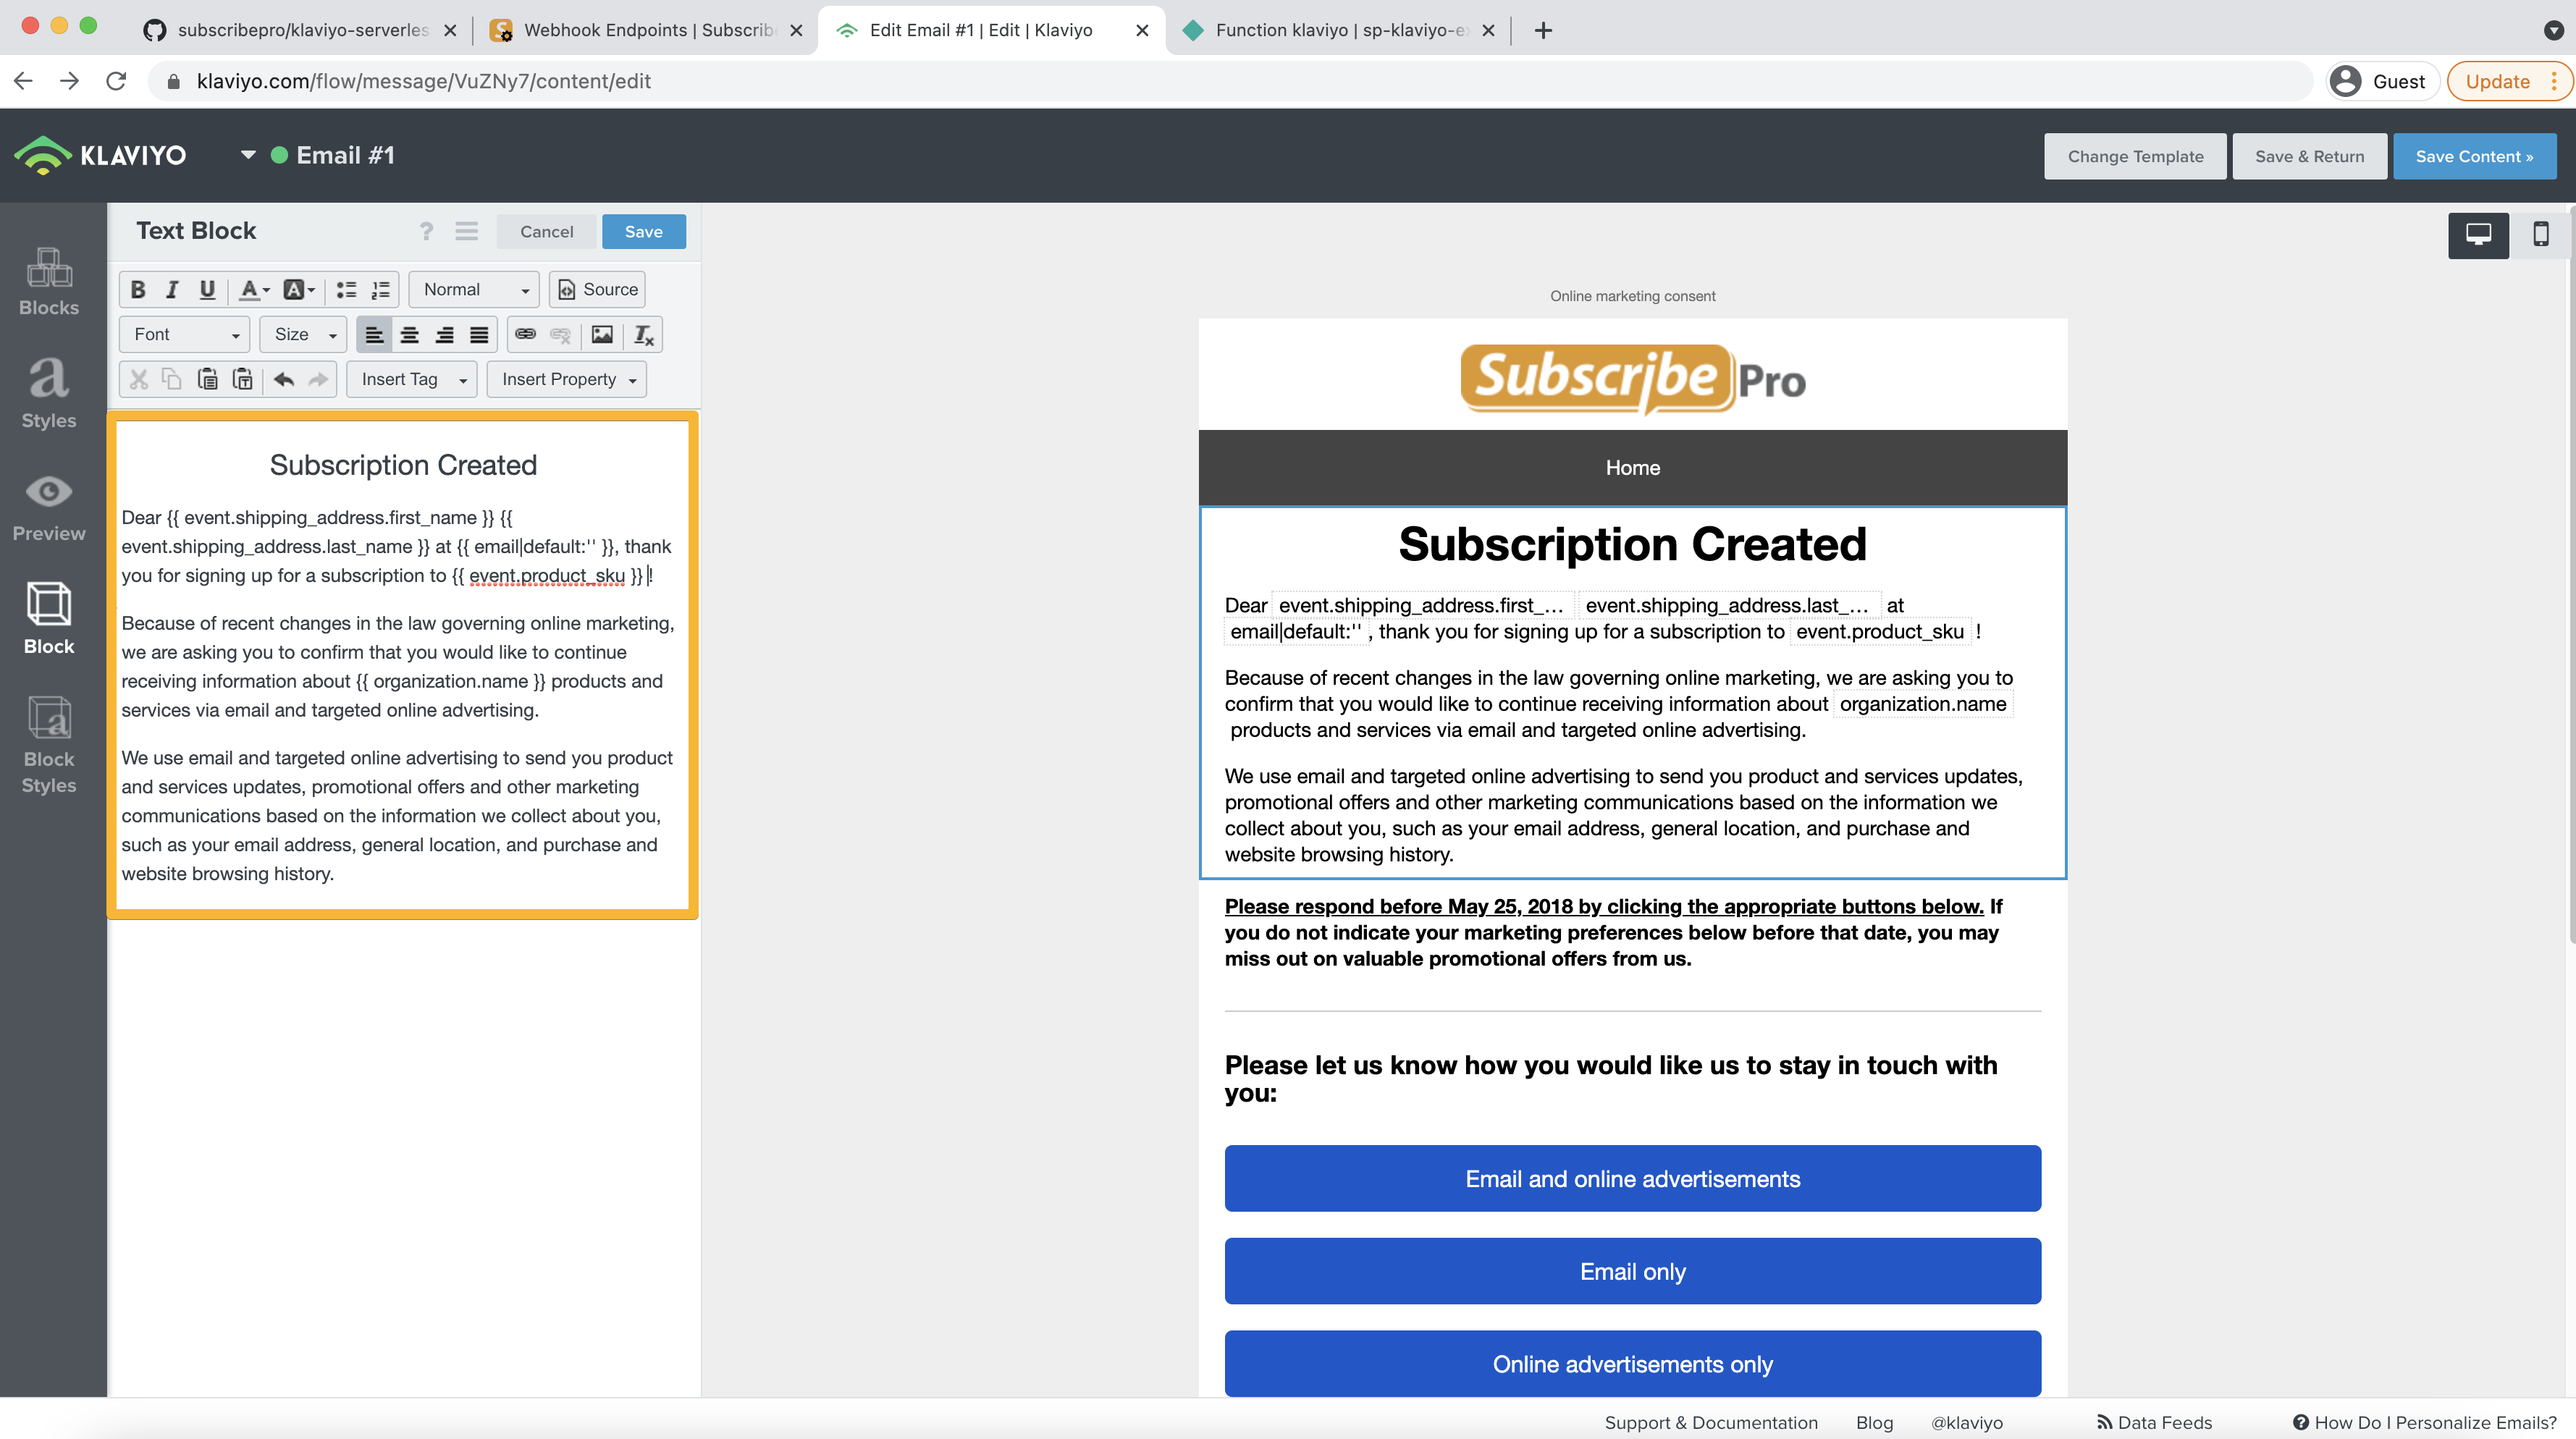 subscribepro/klaviyo-serverles
Webhook Endpoints | Subscribe
Edit Email #1 | Edit | Klaviyo
Function klaviyo | sp-klaviyo-e
klaviyo.com/flow/message/VuZNy7/content/edit
Guest
Update
KLAVIYO
Email #1
Change Template
Save & Return
Save Content »
Blocks
Styles
Preview
Block
Block
Styles
Text Block
?
Cancel
Save
B I U A A
Normal
Source
Font
Size
Insert Tag
Insert Property
Subscription Created
Dear {{ event.shipping_address.first_name }} {{
event.shipping_address.last_name }} at {{ email|default:'' }}, thank
you for signing up for a subscription to {{ event.product_sku }} !
Because of recent changes in the law governing online marketing,
we are asking you to confirm that you would like to continue
receiving information about {{ organization.name }} products and
services via email and targeted online advertising.
We use email and targeted online advertising to send you product
and services updates, promotional offers and other marketing
communications based on the information we collect about you,
such as your email address, general location, and purchase and
website browsing history.
Online marketing consent
Subscribe Pro
Home
Subscription Created
Dear event.shipping_address.first_... event.shipping_address.last_... at
email|default:'' , thank you for signing up for a subscription to event.product_sku !
Because of recent changes in the law governing online marketing, we are asking you to
confirm that you would like to continue receiving information about organization.name
products and services via email and targeted online advertising.
We use email and targeted online advertising to send you product and services updates,
promotional offers and other marketing communications based on the information we
collect about you, such as your email address, general location, and purchase and
website browsing history.
Please respond before May 25, 2018 by clicking the appropriate buttons below. If
you do not indicate your marketing preferences below before that date, you may
miss out on valuable promotional offers from us.
Please let us know how you would like us to stay in touch with
you:
Email and online advertisements
Email only
Online advertisements only
Support & Documentation
Blog
@klaviyo
Data Feeds
How Do I Personalize Emails?